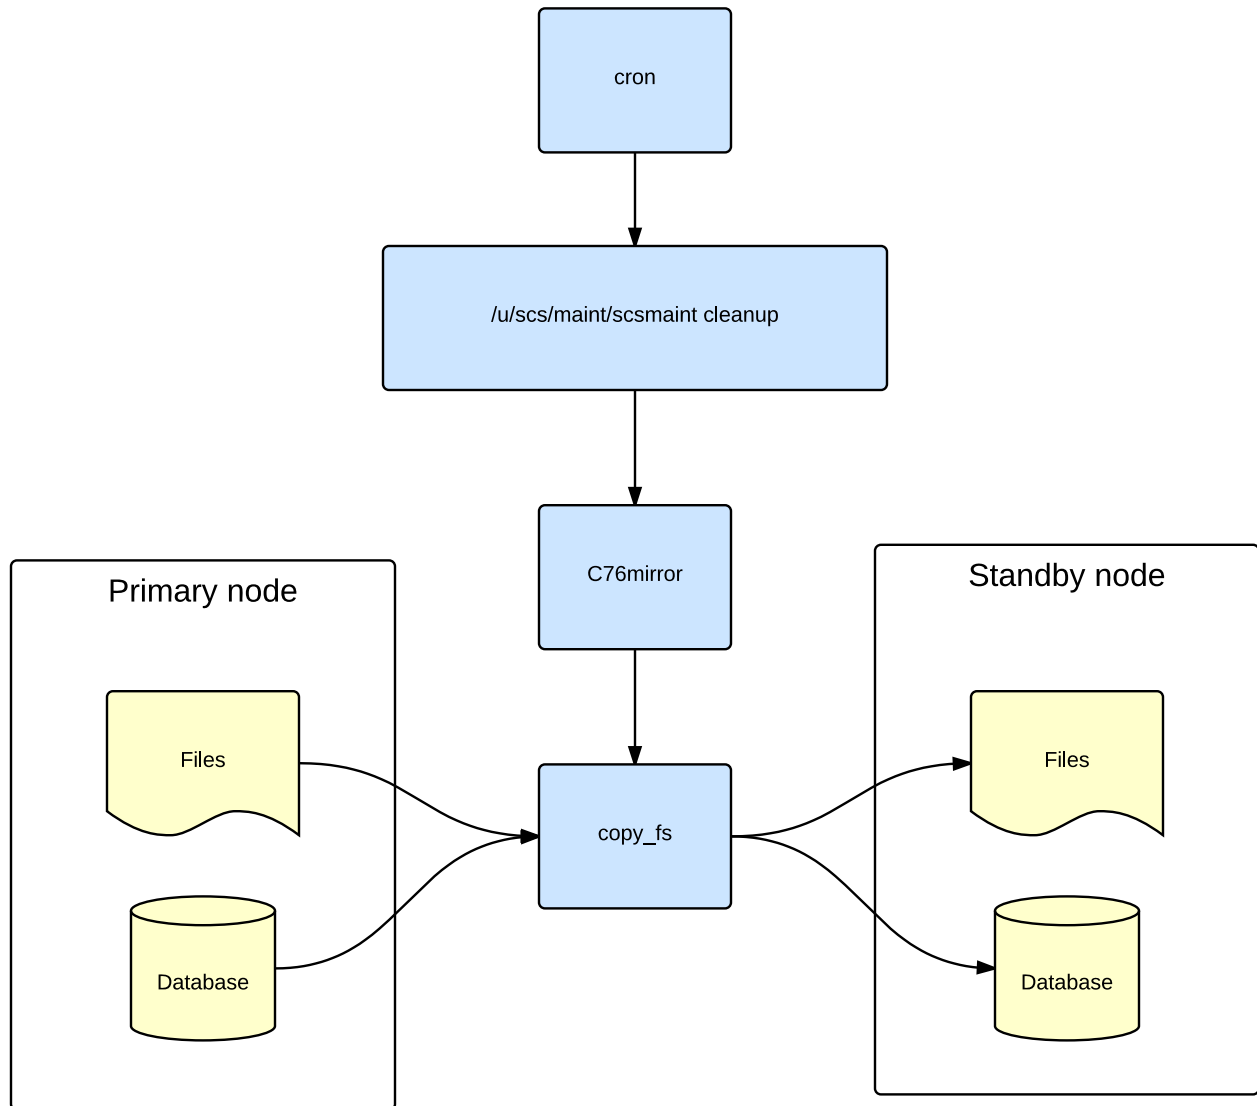 cron
/u/scs/maint/scsmaint cleanup
C76mirror
Primary node
Standby node
Files
copy_fs
Files
Database
Database